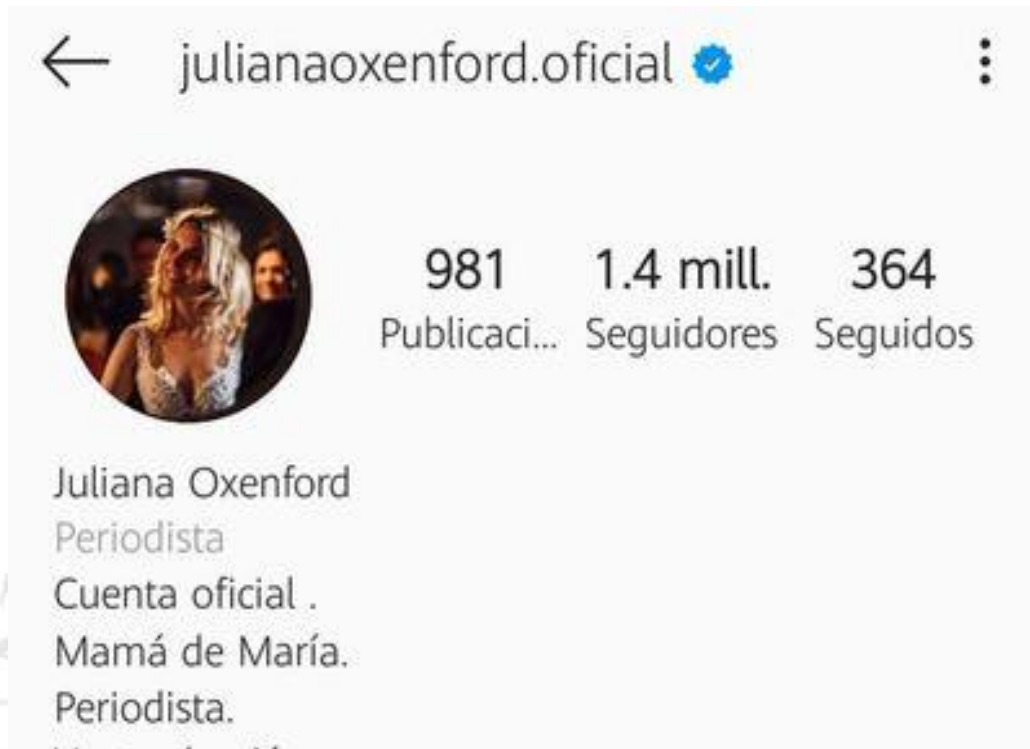 julianaoxenford.oficial
981 1.4 mill. 364
Publicaci... Seguidores Seguidos
Juliana Oxenford
Periodista
Cuenta oficial .
Mamá de María.
Periodista.